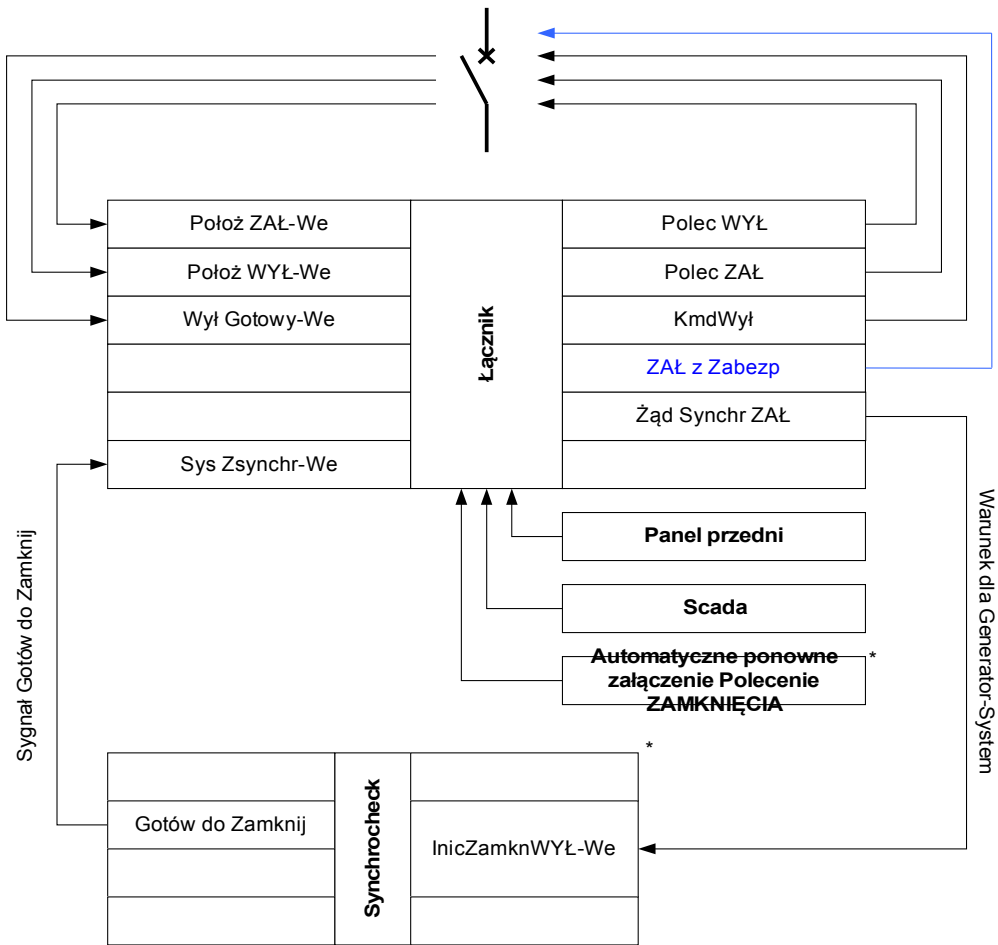 Położ ZAŁ-We
Polec WYŁ
Położ WYŁ-We
Polec ZAŁ
Wył Gotowy-We
KmdWył
Łącznik
ZAŁ z Zabezp
Żąd Synchr ZAŁ
Sys Zsynchr-We
Panel przedni
Scada
Automatyczne ponowne
załączenie Polecenie
ZAMKNIĘCIA
*
Sygnał Gotów do Zamknij
Warunek dla Generator-System
*
Gotów do Zamknij
Synchrocheck
InicZamknWYŁ-We